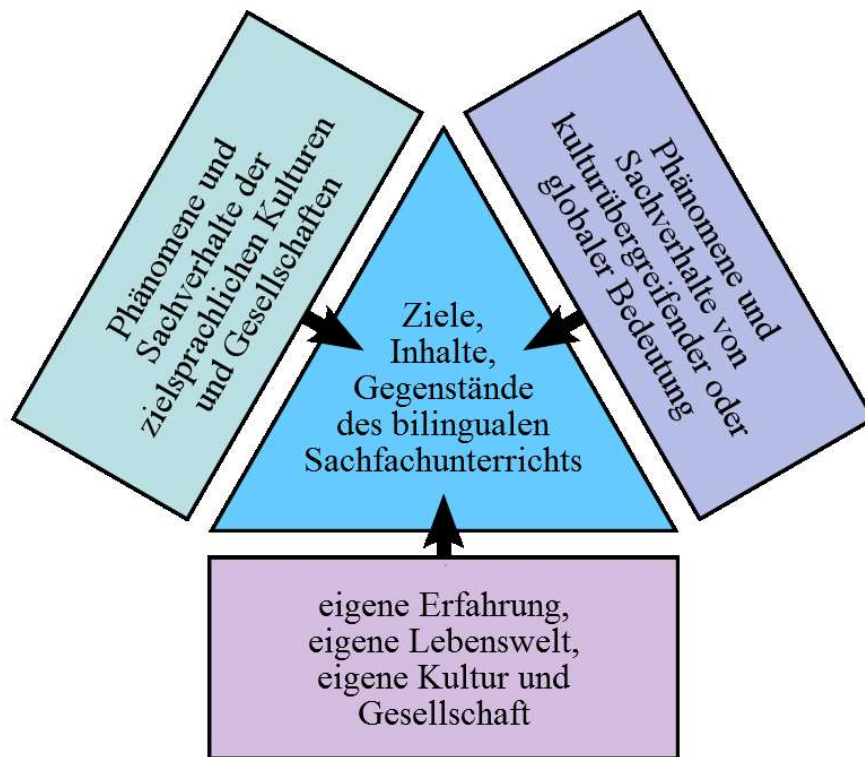 Phänomene und
Sachverhalte der
zielsprachlichen Kulturen
und Gesellschaften
Phänomene und
Sachverhalte von
kulturübergreifender oder
globaler Bedeutung
Ziele,
Inhalte,
Gegenstände
des bilingualen
Sachfachunterrichts
eigene Erfahrung,
eigene Lebenswelt,
eigene Kultur und
Gesellschaft